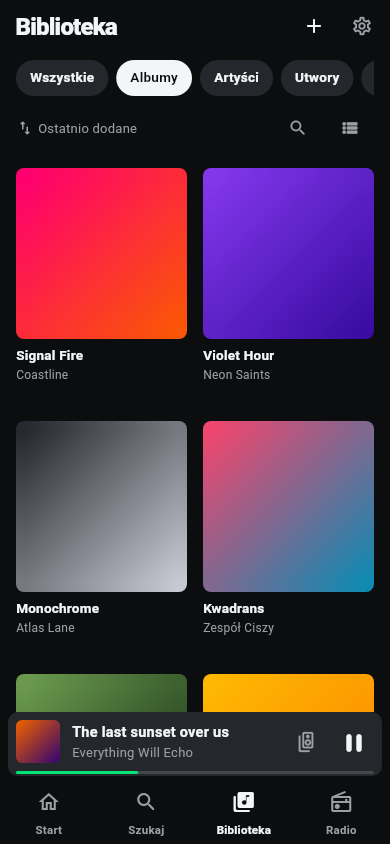 Biblioteka
Wszystkie Albumy Artyści Utwory
Ostatnio dodane
Signal Fire Violet Hour
Coastline Neon Saints
Monochrome Kwadrans
Atlas Lane Zespół Ciszy
The last sunset over us
Everything Will Echo
Start Szukaj Biblioteka Radio